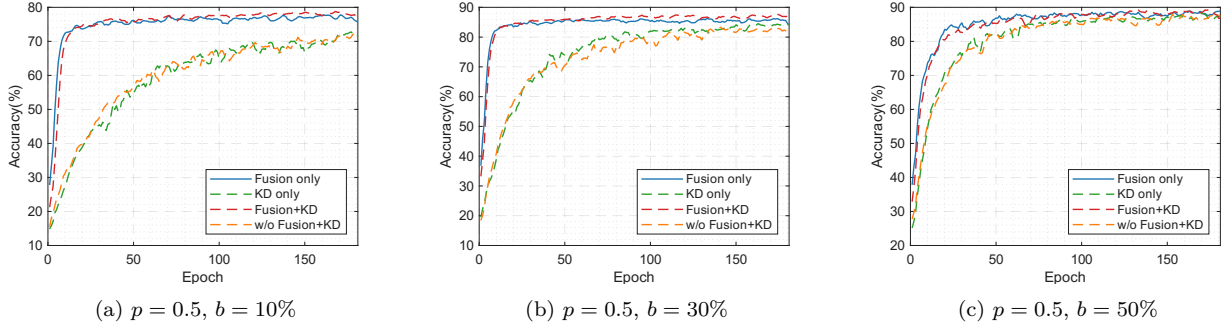 80
70
60
50
40
30
20
10
Accuracy(%)
0
50
100
150
Epoch
Fusion only
KD only
Fusion+KD
w/o Fusion+KD
(a) p = 0.5, b = 10%
90
80
70
60
50
40
30
20
10
Accuracy(%)
0
50
100
150
Epoch
Fusion only
KD only
Fusion+KD
w/o Fusion+KD
(b) p = 0.5, b = 30%
90
80
70
60
50
40
30
20
Accuracy(%)
0
50
100
150
Epoch
Fusion only
KD only
Fusion+KD
w/o Fusion+KD
(c) p = 0.5, b = 50%